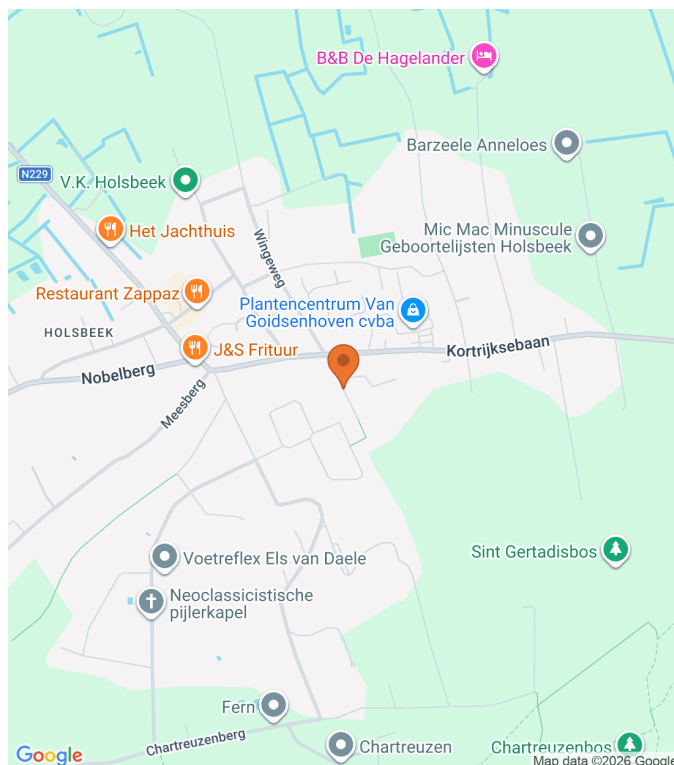 B&B De Hagelander
Barzeele Anneloes
N229
V.K. Holsbeek
Het Jachthuis
Wingeweg
Mic Mac Minuscule
Geboortelijsten Holsbeek
Restaurant Zappaz
Plantencentrum Van
Goidsenhoven cvba
HOLSBEEK
J&S Frituur
Kortrijksebaan
Nobelberg
Meesberg
Voetreflex Els van Daele
Sint Gertadisbos
Neoclassicistische
pijlerkapel
Fern
Chartreuzenberg
Chartreuzen
Chartreuzenbos
Google
Map data ©2026 Google